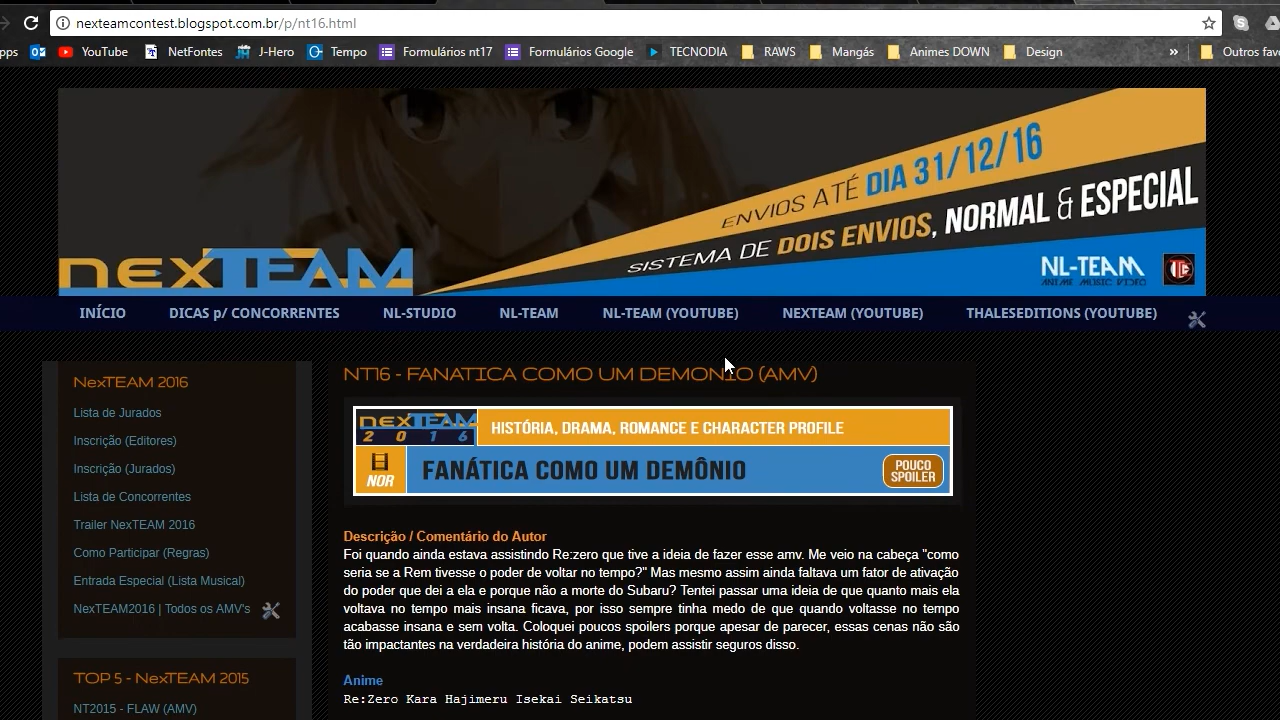 nexteamcontest.blogspot.com.br/p/nt16.html
pps YouTube NetFontes J-Hero Tempo Formulários nt17 Formulários Google TECNODIA RAWS Mangás Animes DOWN Design » Outros fav
ENVIOS ATÉ DIA 31/12/16
SISTEMA DE DOIS ENVIOS, NORMAL & ESPECIAL
nexTEAM
NL-TEAM
ANIME MUSIC VIDEO
INÍCIO DICAS p/ CONCORRENTES NL-STUDIO NL-TEAM NL-TEAM (YOUTUBE) NEXTEAM (YOUTUBE) THALESEDITIONS (YOUTUBE)
NexTEAM 2016
Lista de Jurados
Inscrição (Editores)
Inscrição (Jurados)
Lista de Concorrentes
Trailer NexTEAM 2016
Como Participar (Regras)
Entrada Especial (Lista Musical)
NexTEAM2016 | Todos os AMV's
TOP 5 - NexTEAM 2015
NT2015 - FLAW (AMV)
NT16 - FANATICA COMO UM DEMONIO (AMV)
nexTEAM
2016
HISTÓRIA, DRAMA, ROMANCE E CHARACTER PROFILE
NOR
FANÁTICA COMO UM DEMÔNIO
POUCO
SPOILER
Descrição / Comentário do Autor
Foi quando ainda estava assistindo Re:zero que tive a ideia de fazer esse amv. Me veio na cabeça "como
seria se a Rem tivesse o poder de voltar no tempo?" Mas mesmo assim ainda faltava um fator de ativação
do poder que dei a ela e porque não a morte do Subaru? Tentei passar uma ideia de que quanto mais ela
voltava no tempo mais insana ficava, por isso sempre tinha medo de que quando voltasse no tempo
acabasse insana e sem volta. Coloquei poucos spoilers porque apesar de parecer, essas cenas não são
tão impactantes na verdadeira história do anime, podem assistir seguros disso.
Anime
Re:Zero Kara Hajimeru Isekai Seikatsu